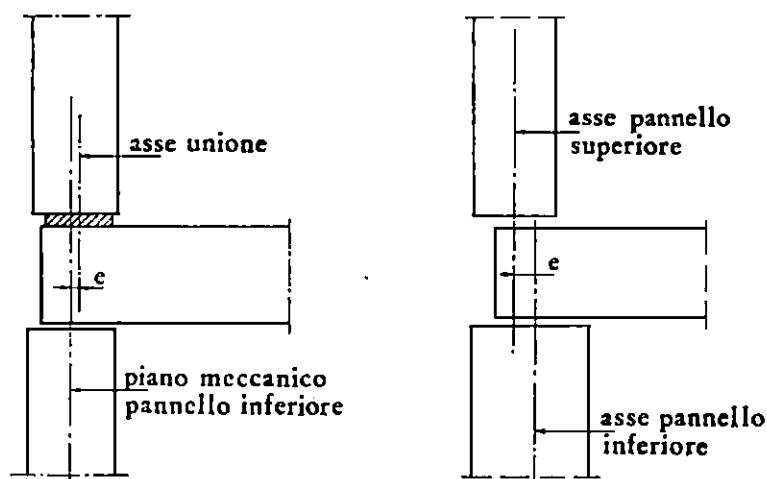 asse unione
e
piano meccanico
pannello inferiore
asse pannello
superiore
e
asse pannello
inferiore